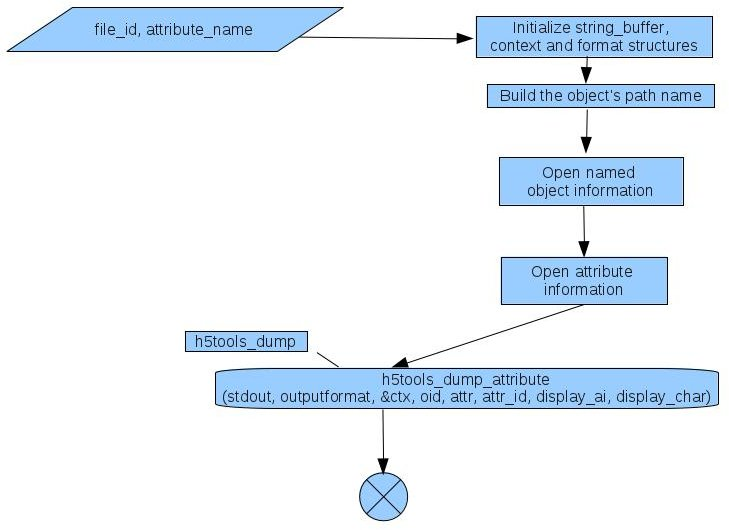 file_id, attribute_name
Initialize string_buffer,
context and format structures
Build the object's path name
Open named
object information
Open attribute
information
h5tools_dump
h5tools_dump_attribute
(stdout, outputformat, &ctx, oid, attr, attr_id, display_ai, display_char)